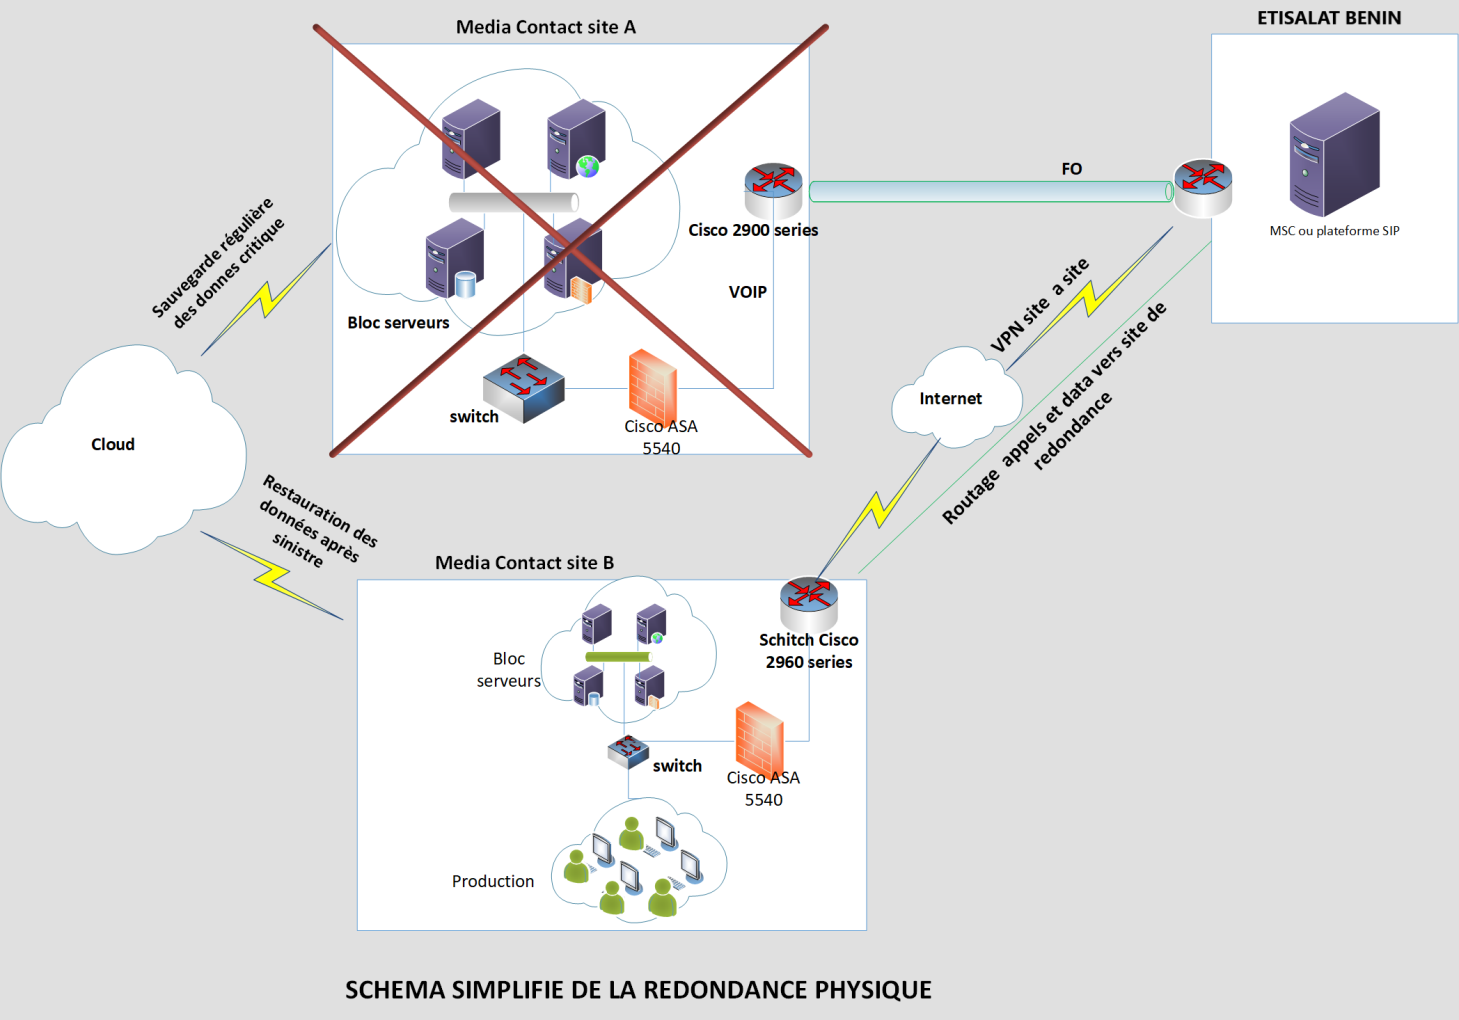 Media Contact site A
ETISALAT BENIN
FO
Cisco 2900 series
MSC ou plateforme SIP
VOIP
Sauvegarde régulière
des donnes critique
Bloc serveurs
switch
Cisco ASA
5540
VPN site  a site
Internet
Routage  appels et data vers site de
redondance
Cloud
Restauration des
données après
sinistre
Media Contact site B
Bloc
serveurs
Schitch Cisco
2960 series
switch
Cisco ASA
5540
Production
SCHEMA SIMPLIFIE DE LA REDONDANCE PHYSIQUE